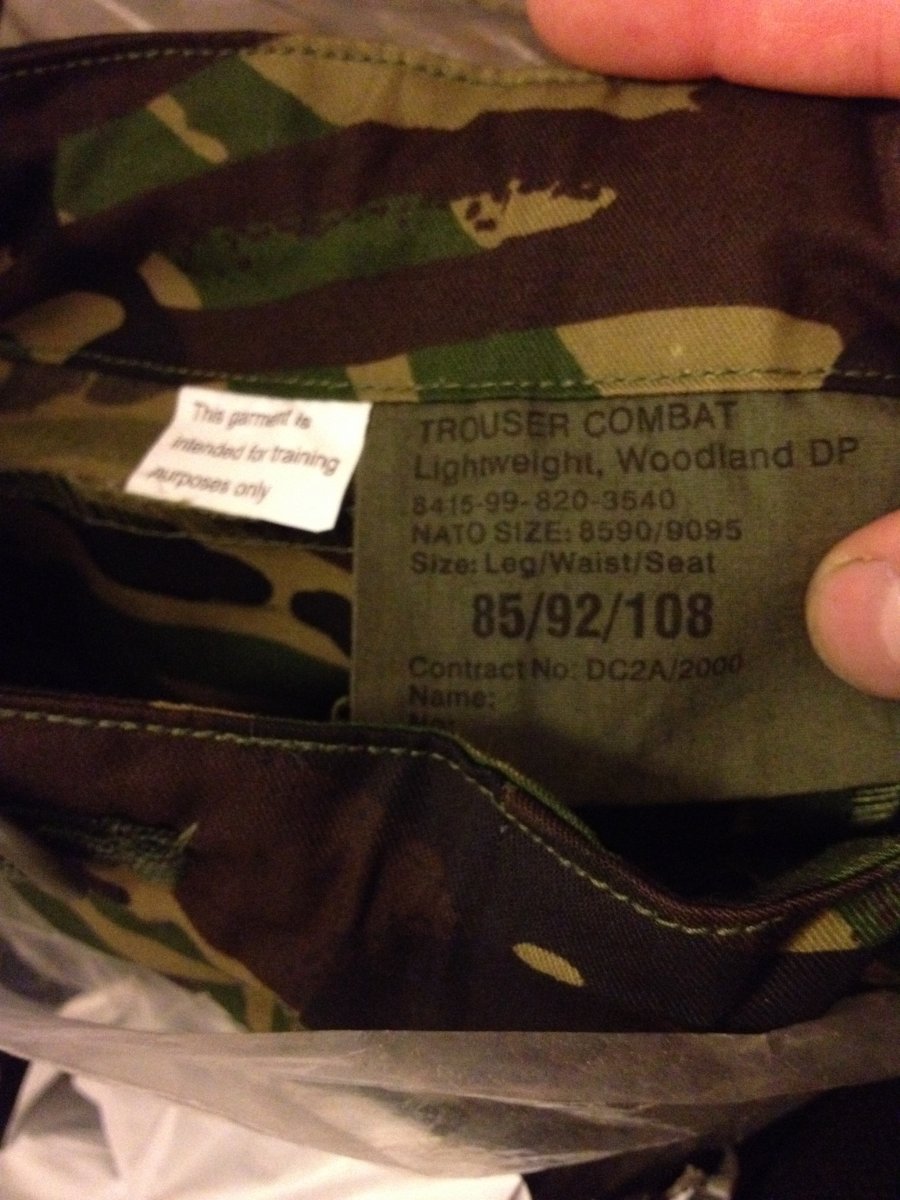 This garment is
intended for training
purposes only
TROUSER COMBAT
Lightweight, Woodland DP
8415-99-820-3540
NATO SIZE: 8590/9095
Size: Leg/Waist/Seat
85/92/108
Contract No: DC2A/2000
Name:
No: